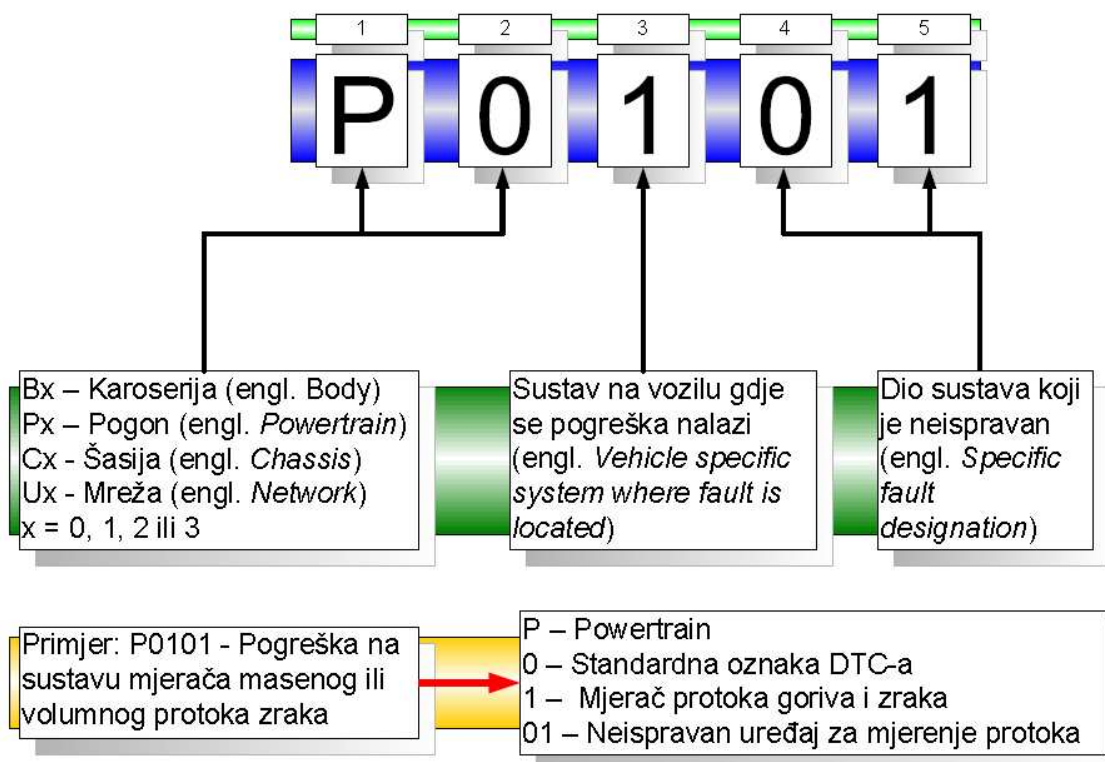 1 2 3 4 5
P 0 1 0 1
Bx – Karoserija (engl. Body)
Px – Pogon (engl. Powertrain)
Cx - Šasija (engl. Chassis)
Ux - Mreža (engl. Network)
x = 0, 1, 2 ili 3
Sustav na vozilu gdje
se pogreška nalazi
(engl. Vehicle specific
system where fault is
located)
Dio sustava koji
je neispravan
(engl. Specific
fault
designation)
Primjer: P0101 - Pogreška na
sustavu mjerača masenog ili
volumnog protoka zraka
P – Powertrain
0 – Standardna oznaka DTC-a
1 – Mjerač protoka goriva i zraka
01 – Neispravan uređaj za mjerenje protoka